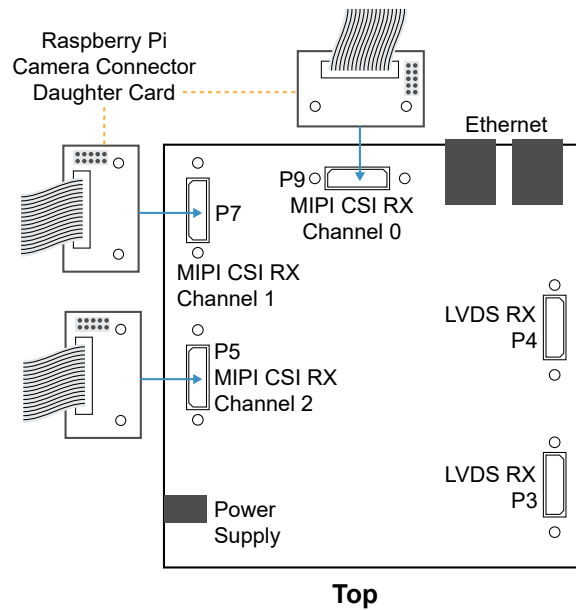 Raspberry Pi
Camera Connector
Daughter Card
Ethernet
P9
MIPI CSI RX
Channel 0
P7
MIPI CSI RX
Channel 1
LVDS RX
P4
P5
MIPI CSI RX
Channel 2
LVDS RX
P3
Power
Supply
Top